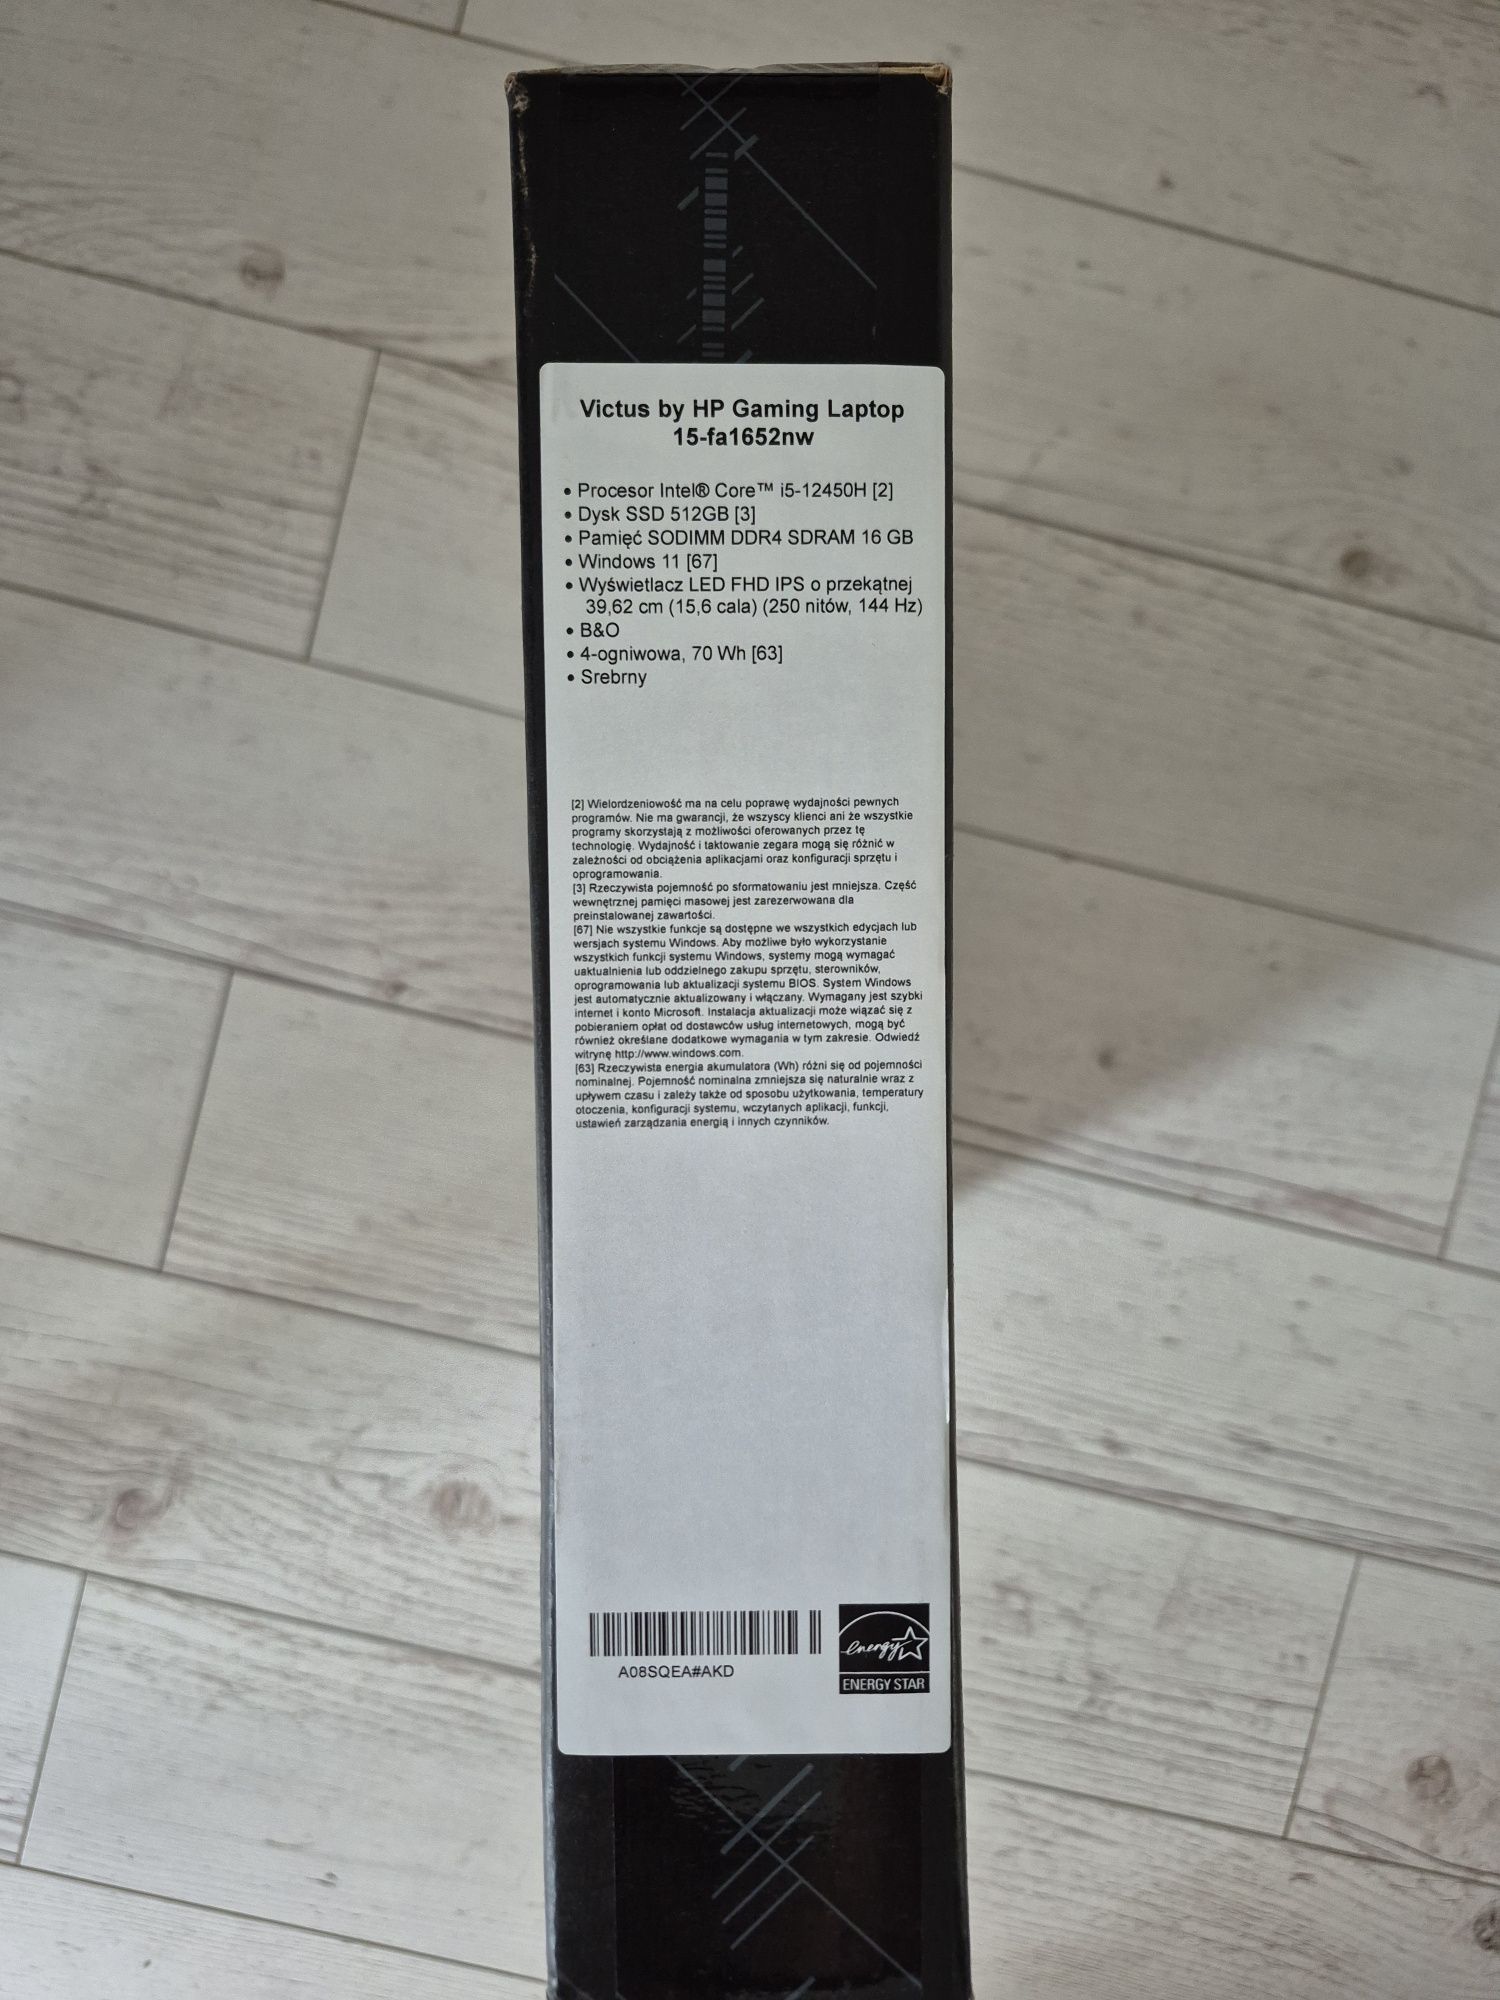 Victus by HP Gaming Laptop
15-fa1652nw
• Procesor Intel® Core™ i5-12450H [2]
• Dysk SSD 512GB [3]
• Pamięć SODIMM DDR4 SDRAM 16 GB
• Windows 11 [67]
• Wyświetlacz LED FHD IPS o przekątnej
39,62 cm (15,6 cala) (250 nitów, 144 Hz)
• B&O
• 4-ogniwowa, 70 Wh [63]
• Srebrny
[2] Wielordzeniowość ma na celu poprawę wydajności pewnych
programów. Nie ma gwarancji, że wszyscy klienci ani że wszystkie
programy skorzystają z możliwości oferowanych przez tę
technologię. Wydajność i taktowanie zegara mogą się różnić w
zależności od obciążenia aplikacjami oraz konfiguracji sprzętu i
oprogramowania.
[3] Rzeczywista pojemność po sformatowaniu jest mniejsza. Część
wewnętrznej pamięci masowej jest zarezerwowana dla
preinstalowanej zawartości.
[67] Nie wszystkie funkcje są dostępne we wszystkich edycjach lub
wersjach systemu Windows. Aby możliwe było wykorzystanie
wszystkich funkcji systemu Windows, systemy mogą wymagać
uaktualnienia lub oddzielnego zakupu sprzętu, sterowników,
oprogramowania lub aktualizacji systemu BIOS. System Windows
jest automatycznie aktualizowany i włączany. Wymagany jest szybki
internet i konto Microsoft. Instalacja aktualizacji może wiązać się z
pobieraniem opłat od dostawców usług internetowych, mogą być
również określane dodatkowe wymagania w tym zakresie. Odwiedź
witrynę http://www.windows.com.
[63] Rzeczywista energia akumulatora (Wh) różni się od pojemności
nominalnej. Pojemność nominalna zmniejsza się naturalnie wraz z
upływem czasu i zależy także od sposobu użytkowania, temperatury
otoczenia, konfiguracji systemu, wczytanych aplikacji, funkcji,
ustawień zarządzania energią i innych czynników.
A08SQEA#AKD
energy
ENERGY STAR